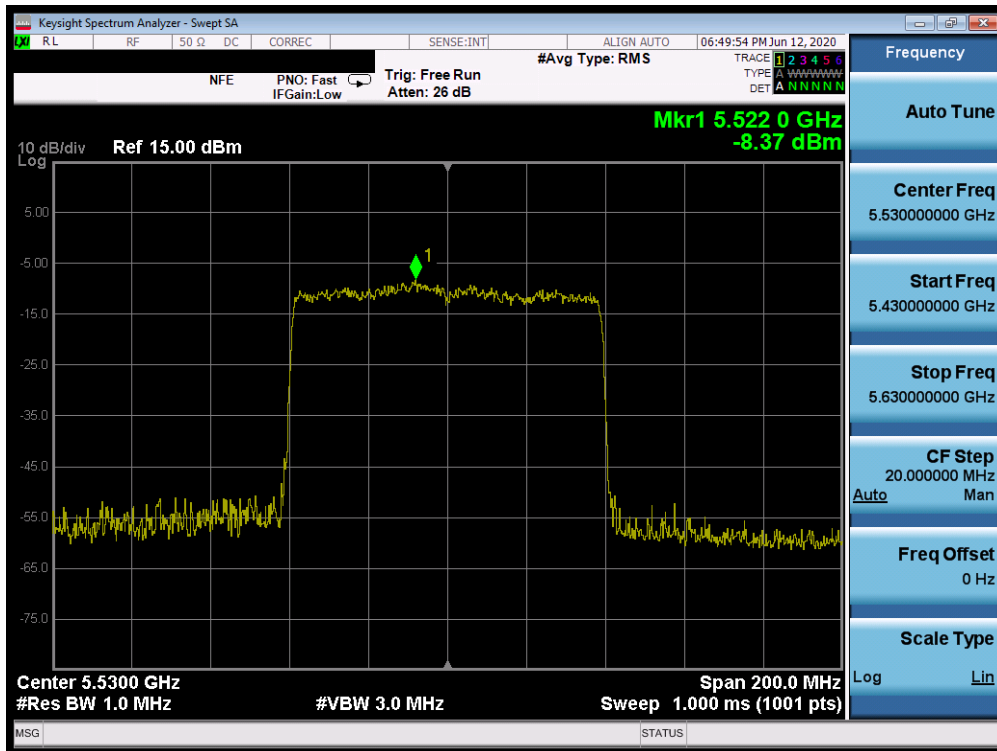 Keysight Spectrum Analyzer - Swept SA
LXI RL RF 50 Ω DC CORREC SENSE:INT ALIGN AUTO 06:49:54 PM Jun 12, 2020
Frequency
NFE PNO: Fast Trig: Free Run #Avg Type: RMS TRACE 1 2 3 4 5 6
TYPE A WWWWW
IFGain:Low Atten: 26 dB DET A N N N N N
Mkr1 5.522 0 GHz
-8.37 dBm
10 dB/div Ref 15.00 dBm
Log
5.00
-5.00
-15.0
-25.0
-35.0
-45.0
-55.0
-65.0
-75.0
1
Center 5.5300 GHz Span 200.0 MHz
#Res BW 1.0 MHz #VBW 3.0 MHz Sweep 1.000 ms (1001 pts)
Auto Tune
Center Freq
5.530000000 GHz
Start Freq
5.430000000 GHz
Stop Freq
5.630000000 GHz
CF Step
20.000000 MHz
Auto Man
Freq Offset
0 Hz
Scale Type
Log Lin
MSG STATUS